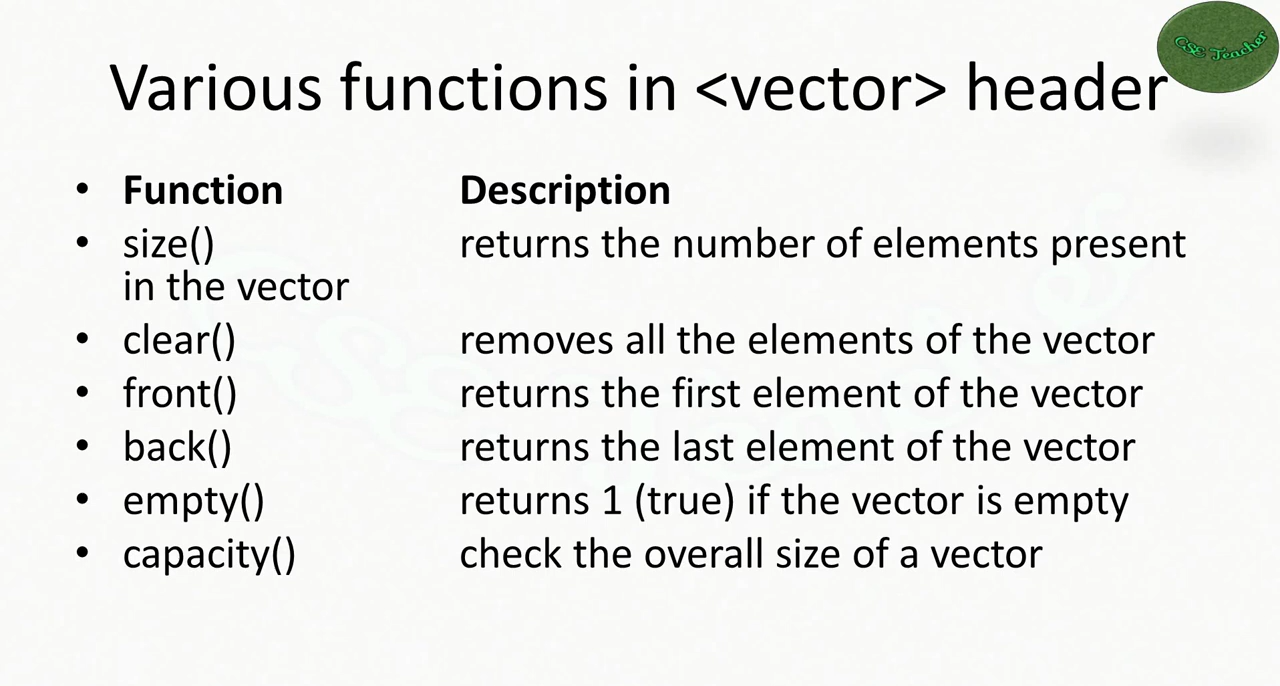 CSE Teacher
Various functions in <vector> header
• Function Description
• size() returns the number of elements present
in the vector
• clear() removes all the elements of the vector
• front() returns the first element of the vector
• back() returns the last element of the vector
• empty() returns 1 (true) if the vector is empty
• capacity() check the overall size of a vector